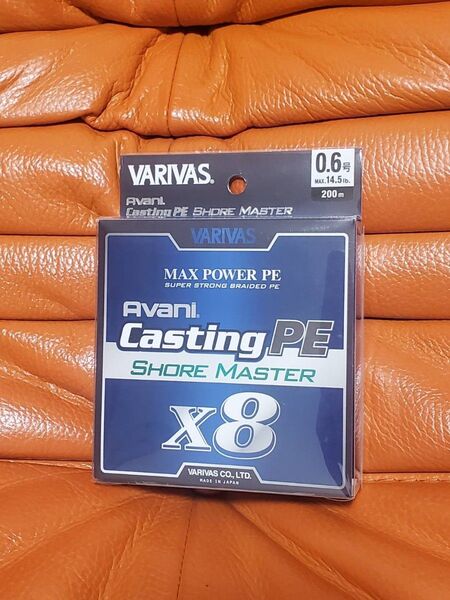 VARIVAS.
Avani
Casting PE SHORE MASTER
0.6号
MAX.14.5lb.
200m
VARIVAS
MAX POWER PE
SUPER STRONG BRAIDED PE
Avani
Casting PE
SHORE MASTER
X8
VARIVAS CO., LTD.
MADE IN JAPAN